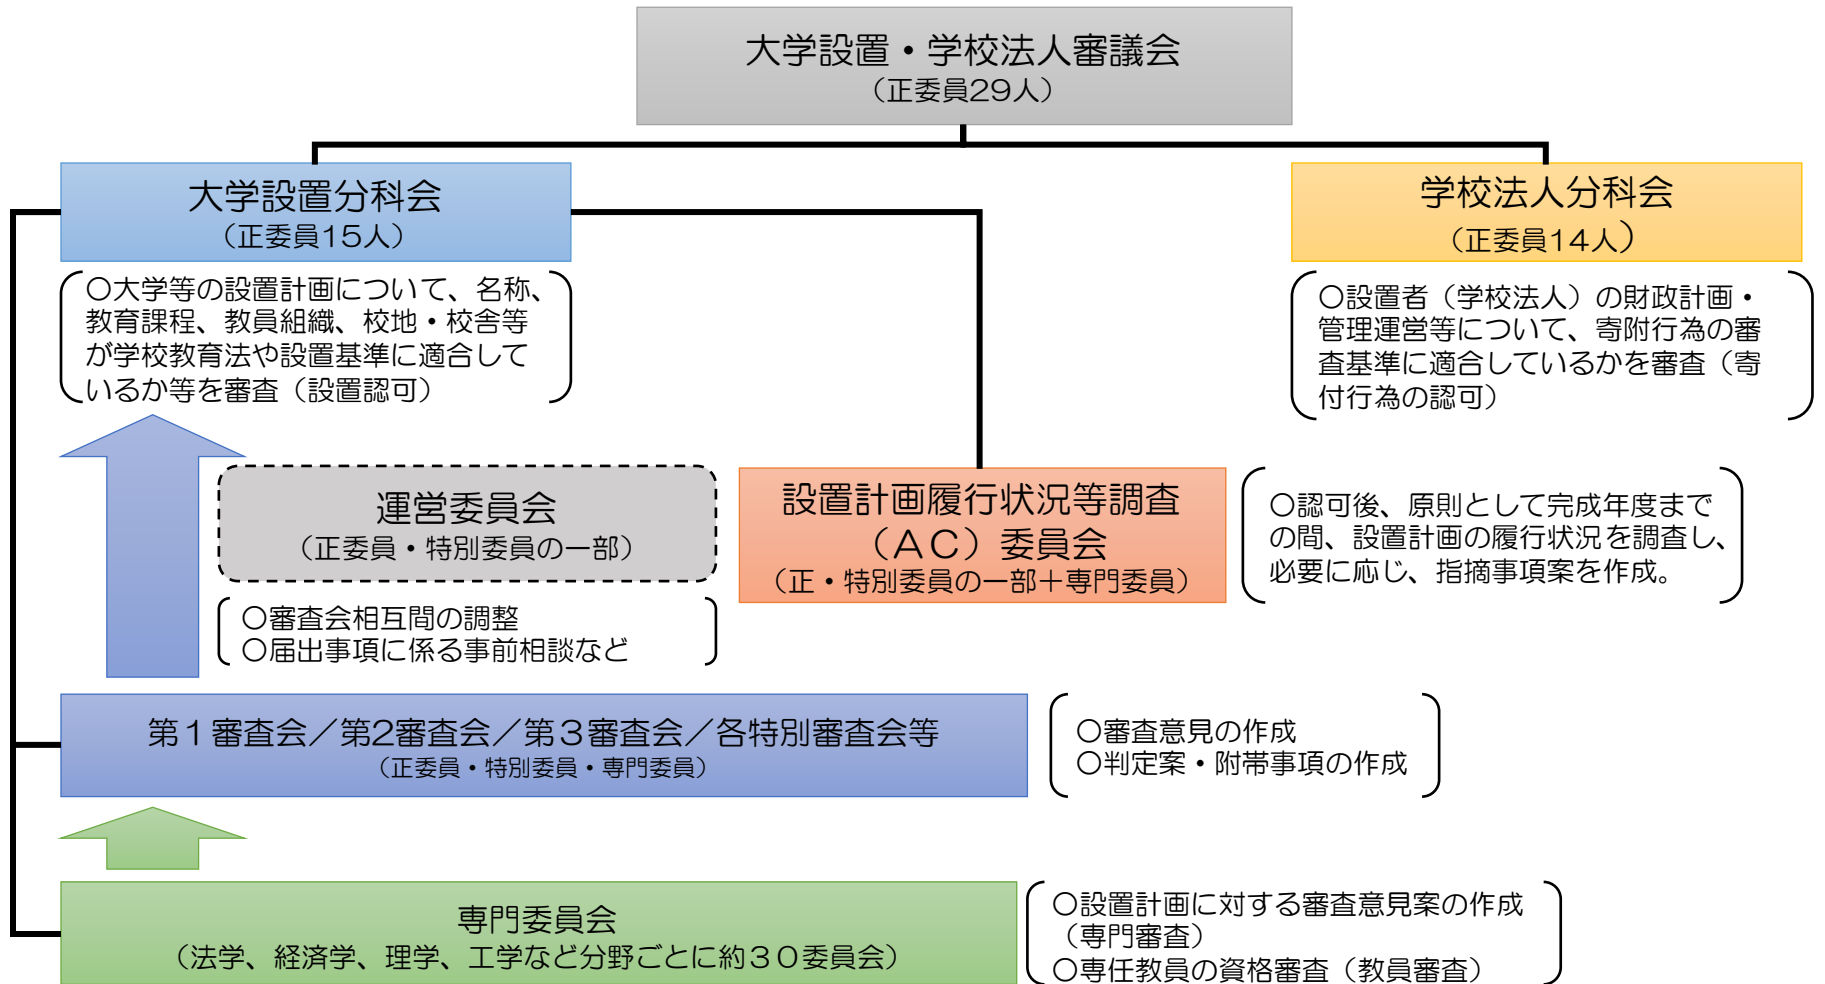 大学設置・学校法人審議会
（正委員29人）
大学設置分科会
（正委員15人）
○大学等の設置計画について、名称、
教育課程、教員組織、校地・校舎等
が学校教育法や設置基準に適合して
いるか等を審査（設置認可）
学校法人分科会
（正委員14人）
○設置者（学校法人）の財政計画・
管理運営等について、寄附行為の審
査基準に適合しているかを審査（寄
付行為の認可）
運営委員会
（正委員・特別委員の一部）
○審査会相互間の調整
○届出事項に係る事前相談など
設置計画履行状況等調査
（ＡＣ）委員会
（正・特別委員の一部＋専門委員）
○認可後、原則として完成年度まで
の間、設置計画の履行状況を調査し、
必要に応じ、指摘事項案を作成。
第１審査会／第2審査会／第３審査会／各特別審査会等
（正委員・特別委員・専門委員）
○審査意見の作成
○判定案・附帯事項の作成
専門委員会
（法学、経済学、理学、工学など分野ごとに約３０委員会）
○設置計画に対する審査意見案の作成
（専門審査）
○専任教員の資格審査（教員審査）